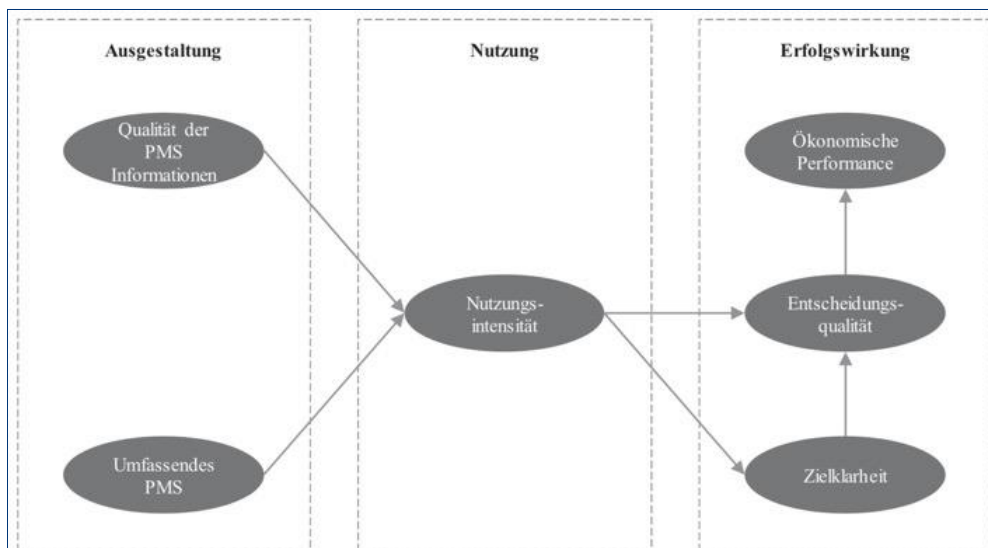 Ausgestaltung
Qualität der
PMS
Informationen
Umfassendes
PMS
Nutzung
Nutzungs-
intensität
Erfolgswirkung
Ökonomische
Performance
Entscheidungs-
qualität
Zielklarheit